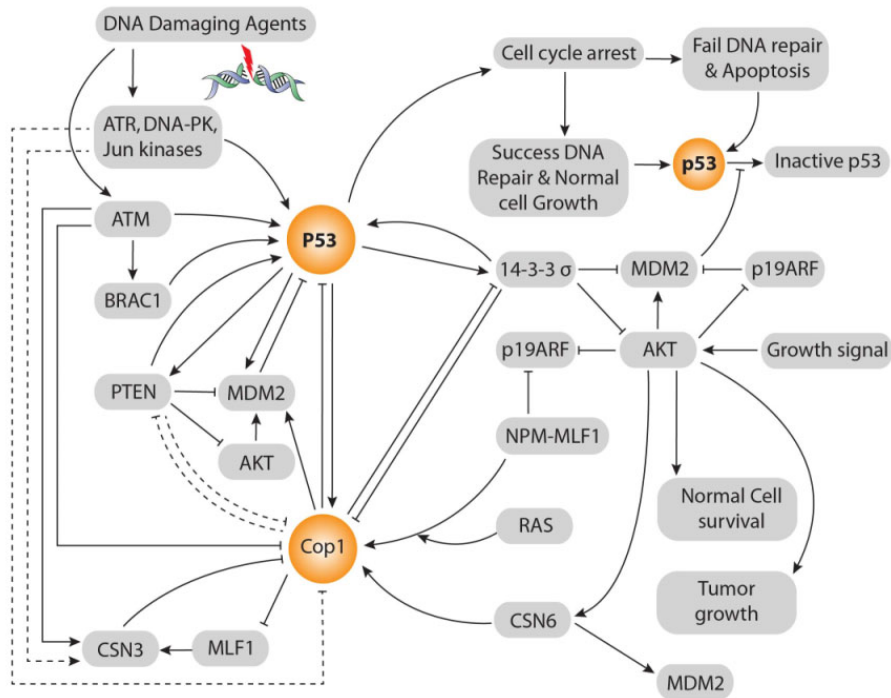 DNA Damaging Agents
Cell cycle arrest
Fail DNA repair
& Apoptosis
ATR, DNA-PK,
Jun kinases
Success DNA
Repair & Normal
cell Growth
p53
Inactive p53
ATM
P53
BRAC1
14-3-3 σ
MDM2
p19ARF
p19ARF
AKT
Growth signal
PTEN
MDM2
AKT
NPM-MLF1
Normal Cell
survival
RAS
Cop1
Tumor
growth
CSN6
CSN3
MLF1
MDM2